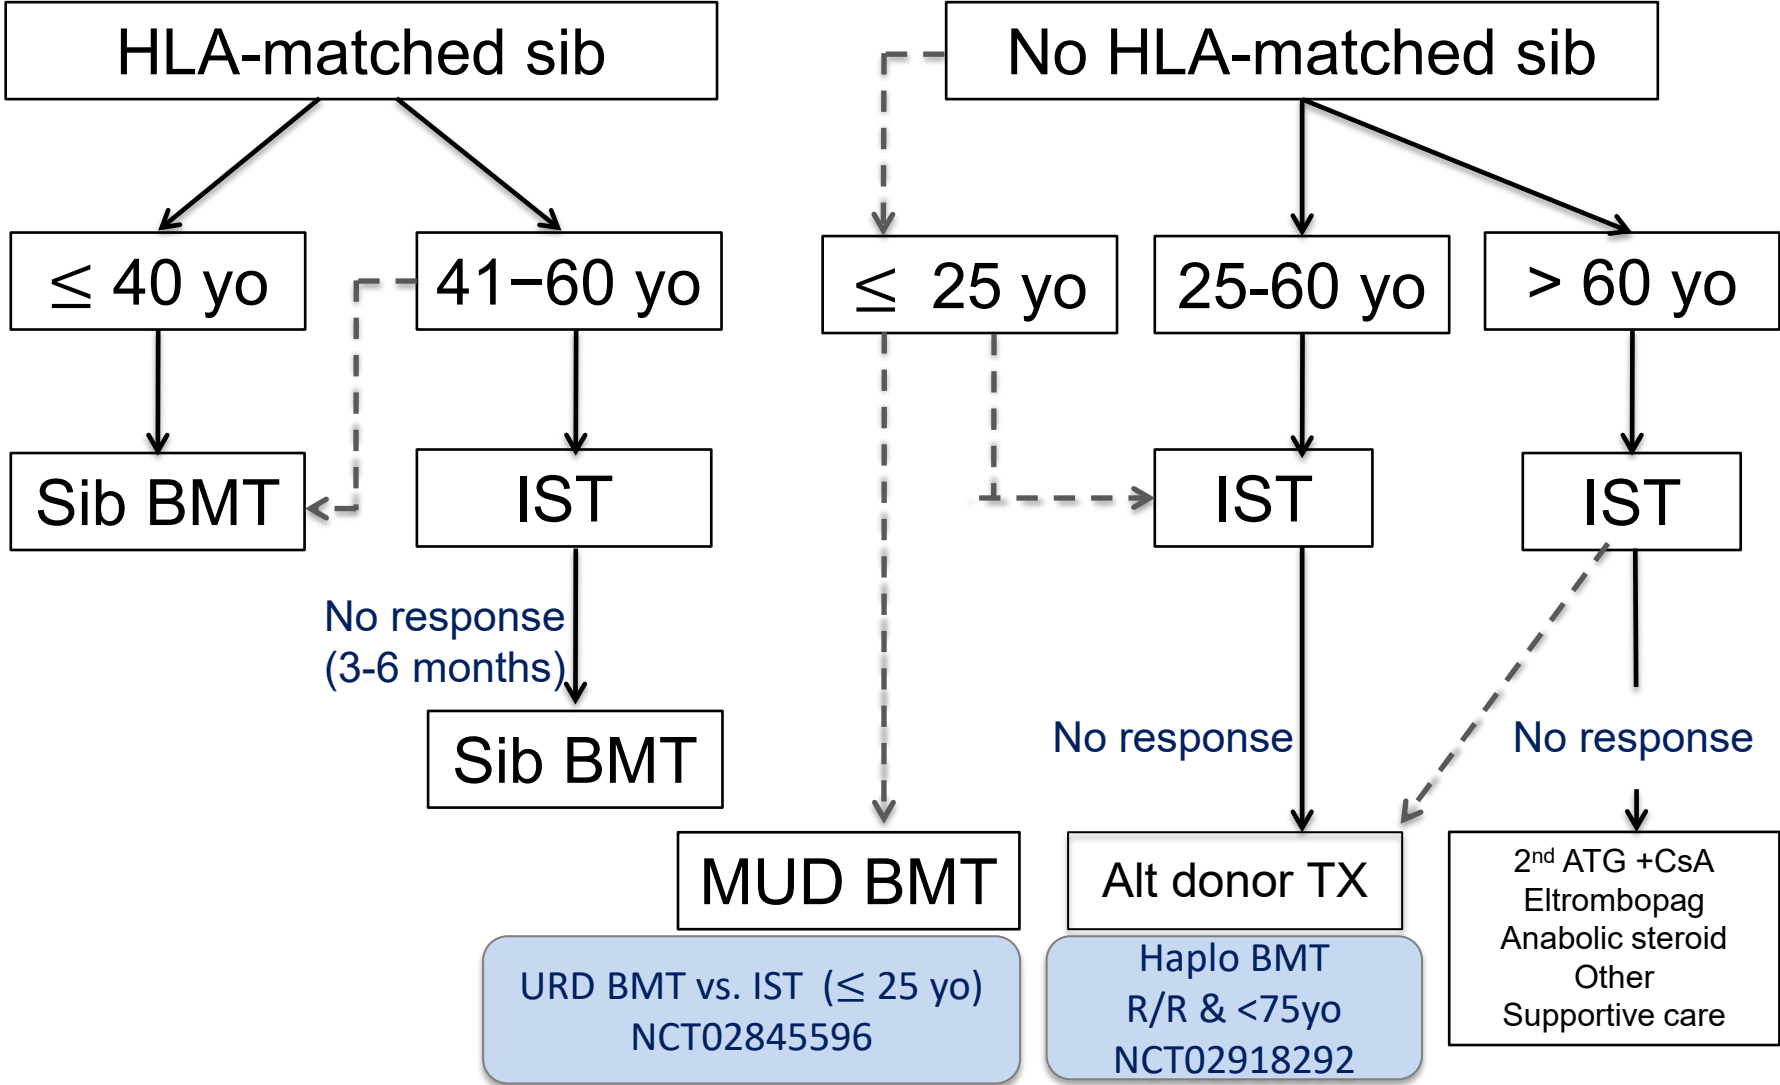 HLA-matched sib
No HLA-matched sib
≤ 40 yo
41–60 yo
≤ 25 yo
25-60 yo
> 60 yo
Sib BMT
IST
IST
IST
No response
(3-6 months)
Sib BMT
No response
No response
MUD BMT
Alt donor TX
2nd ATG +CsA
Eltrombopag
Anabolic steroid
Other
Supportive care
URD BMT vs. IST (≤ 25 yo)
NCT02845596
Haplo BMT
R/R & <75yo
NCT02918292